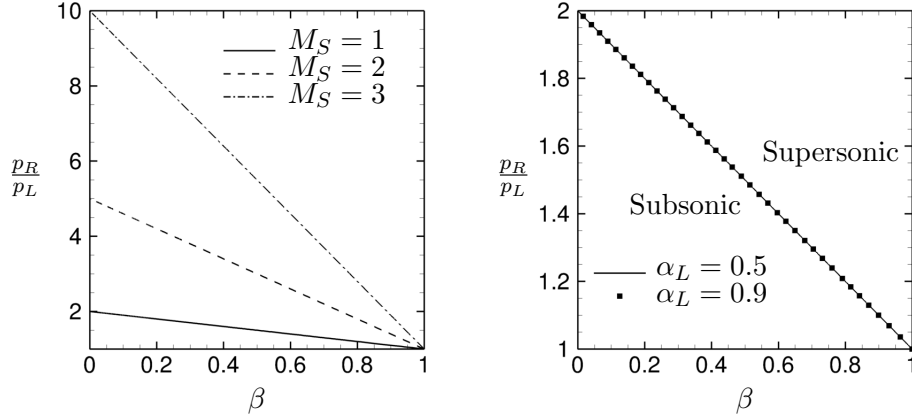 10
8
6
4
2
p_R
p_L
M_S = 1
M_S = 2
M_S = 3
0 0.2 0.4 0.6 0.8 1
β
2
1.8
1.6
1.4
1.2
1
p_R
p_L
Supersonic
Subsonic
α_L = 0.5
α_L = 0.9
0 0.2 0.4 0.6 0.8 1
β